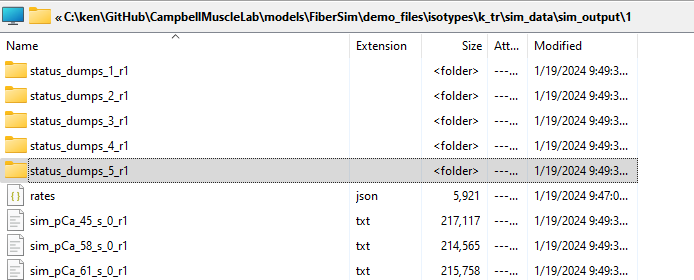 « C:\ken\GitHub\CampbellMuscleLab\models\FiberSim\demo_files\isotypes\k_tr\sim_data\sim_output\1
Name Extension Size Att... Modified
status_dumps_1_r1 <folder> ---... 1/19/2024 9:49:3...
status_dumps_2_r1 <folder> ---... 1/19/2024 9:49:3...
status_dumps_3_r1 <folder> ---... 1/19/2024 9:49:3...
status_dumps_4_r1 <folder> ---... 1/19/2024 9:49:3...
status_dumps_5_r1 <folder> ---... 1/19/2024 9:49:3...
rates json 5,921 ---... 1/19/2024 9:47:0...
sim_pCa_45_s_0_r1 txt 217,117 ---... 1/19/2024 9:49:3...
sim_pCa_58_s_0_r1 txt 214,565 ---... 1/19/2024 9:49:3...
sim_pCa_61_s_0_r1 txt 215,758 ---... 1/19/2024 9:49:3...